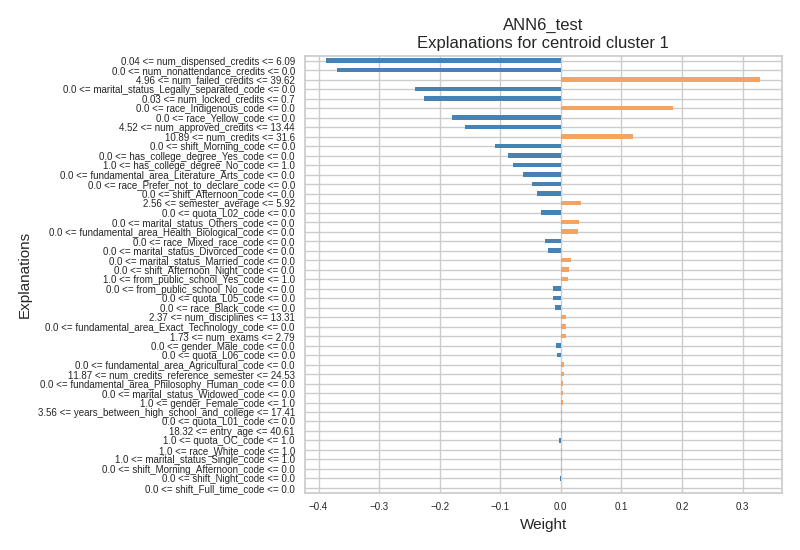 ANN6_test
Explanations for centroid cluster 1
0.04 <= num_dispensed_credits <= 6.09
0.0 <= num_nonattendance_credits <= 0.0
4.96 <= num_failed_credits <= 39.62
0.0 <= marital_status_Legally_separated_code <= 0.0
0.03 <= num_locked_credits <= 0.7
0.0 <= race_Indigenous_code <= 0.0
0.0 <= race_Yellow_code <= 0.0
4.52 <= num_approved_credits <= 13.44
10.89 <= num_credits <= 31.6
0.0 <= shift_Morning_code <= 0.0
0.0 <= has_college_degree_Yes_code <= 0.0
1.0 <= has_college_degree_No_code <= 1.0
0.0 <= fundamental_area_Literature_Arts_code <= 0.0
0.0 <= race_Prefer_not_to_declare_code <= 0.0
0.0 <= shift_Afternoon_code <= 0.0
2.56 <= semester_average <= 5.92
0.0 <= quota_L02_code <= 0.0
0.0 <= marital_status_Others_code <= 0.0
0.0 <= fundamental_area_Health_Biological_code <= 0.0
0.0 <= race_Mixed_race_code <= 0.0
0.0 <= marital_status_Divorced_code <= 0.0
0.0 <= marital_status_Married_code <= 0.0
0.0 <= shift_Afternoon_Night_code <= 0.0
1.0 <= from_public_school_Yes_code <= 1.0
0.0 <= from_public_school_No_code <= 0.0
0.0 <= quota_L05_code <= 0.0
0.0 <= race_Black_code <= 0.0
2.37 <= num_disciplines <= 13.31
0.0 <= fundamental_area_Exact_Technology_code <= 0.0
1.73 <= num_exams <= 2.79
0.0 <= gender_Male_code <= 0.0
0.0 <= quota_L06_code <= 0.0
0.0 <= fundamental_area_Agricultural_code <= 0.0
11.87 <= num_credits_reference_semester <= 24.53
0.0 <= fundamental_area_Philosophy_Human_code <= 0.0
0.0 <= marital_status_Widowed_code <= 0.0
1.0 <= gender_Female_code <= 1.0
3.56 <= years_between_high_school_and_college <= 17.41
0.0 <= quota_L01_code <= 0.0
18.32 <= entry_age <= 40.61
1.0 <= quota_OC_code <= 1.0
1.0 <= race_White_code <= 1.0
1.0 <= marital_status_Single_code <= 1.0
0.0 <= shift_Morning_Afternoon_code <= 0.0
0.0 <= shift_Night_code <= 0.0
0.0 <= shift_Full_time_code <= 0.0
Explanations
−0.4 −0.3 −0.2 −0.1 0.0 0.1 0.2 0.3
Weight